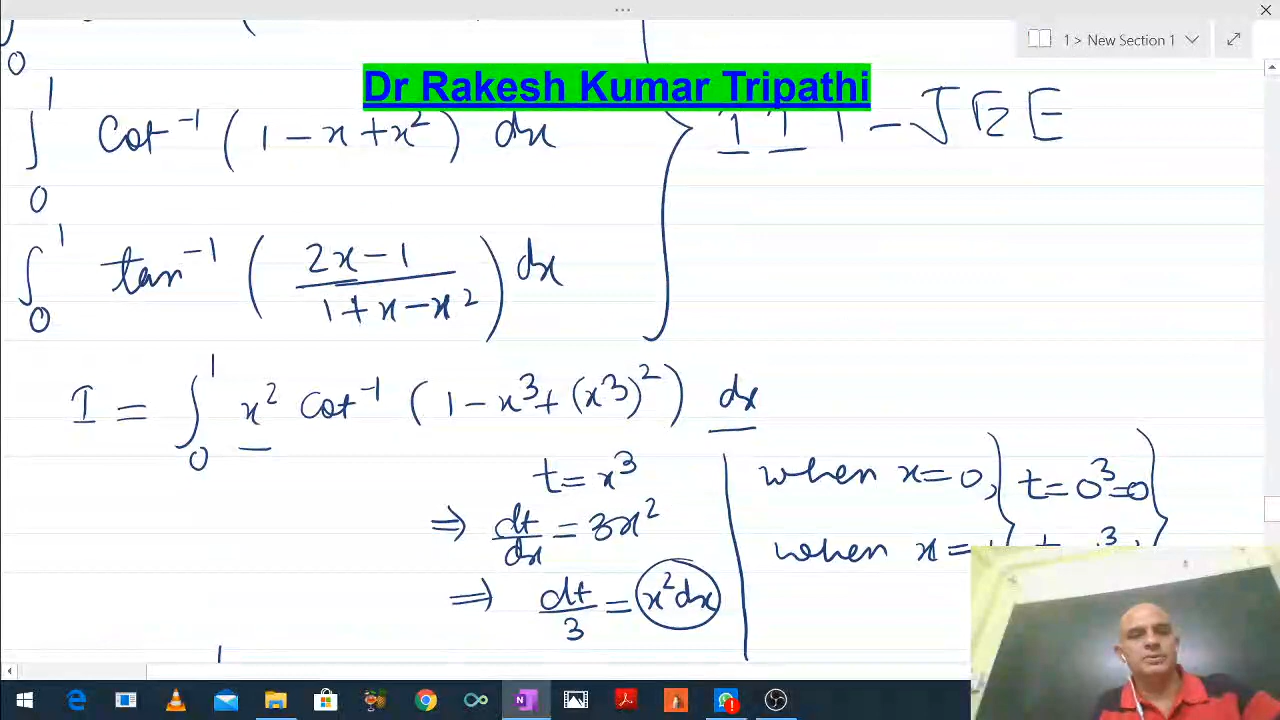 1 > New Section 1
Dr Rakesh Kumar Tripathi
∫₀¹ Cot⁻¹ (1 − x + x²) dx
I I T − JEE
∫₀¹ tan⁻¹ ( (2x − 1) / (1 + x − x²) ) dx
I = ∫₀¹ x² Cot⁻¹ (1 − x³ + (x³)²) dx
t = x³
⇒ dt/dx = 3x²
⇒ dt/3 = x²dx
when x = 0, t = 0³ = 0
when x =